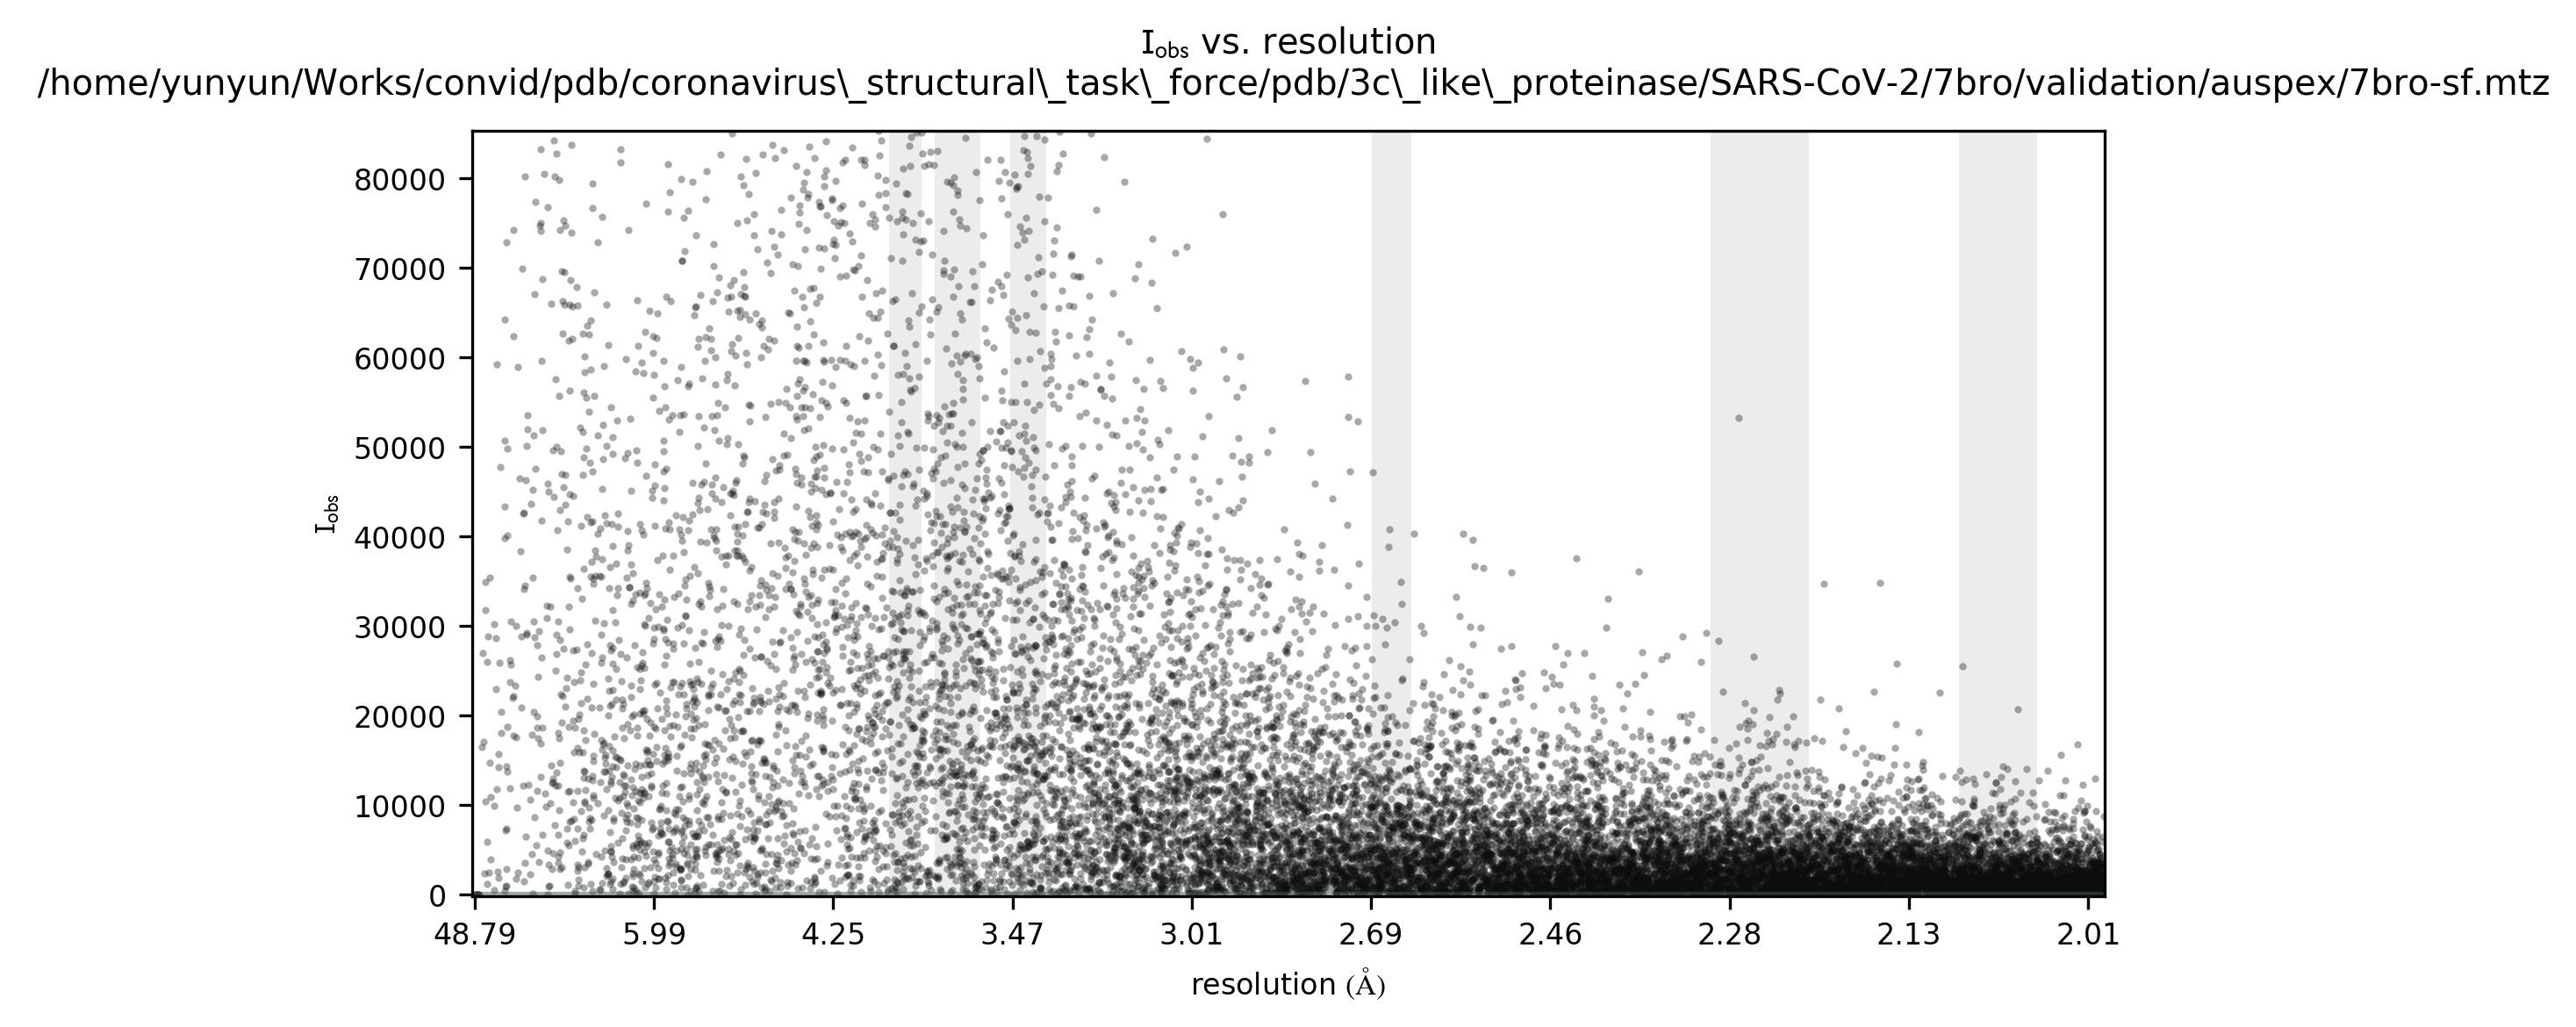 I_obs vs. resolution
/home/yunyun/Works/convid/pdb/coronavirus\_structural\_task\_force/pdb/3c\_like\_proteinase/SARS-CoV-2/7bro/validation/auspex/7bro-sf.mtz
80000
70000
60000
50000
40000
30000
20000
10000
0
I_obs
48.79 5.99 4.25 3.47 3.01 2.69 2.46 2.28 2.13 2.01
resolution (Å)